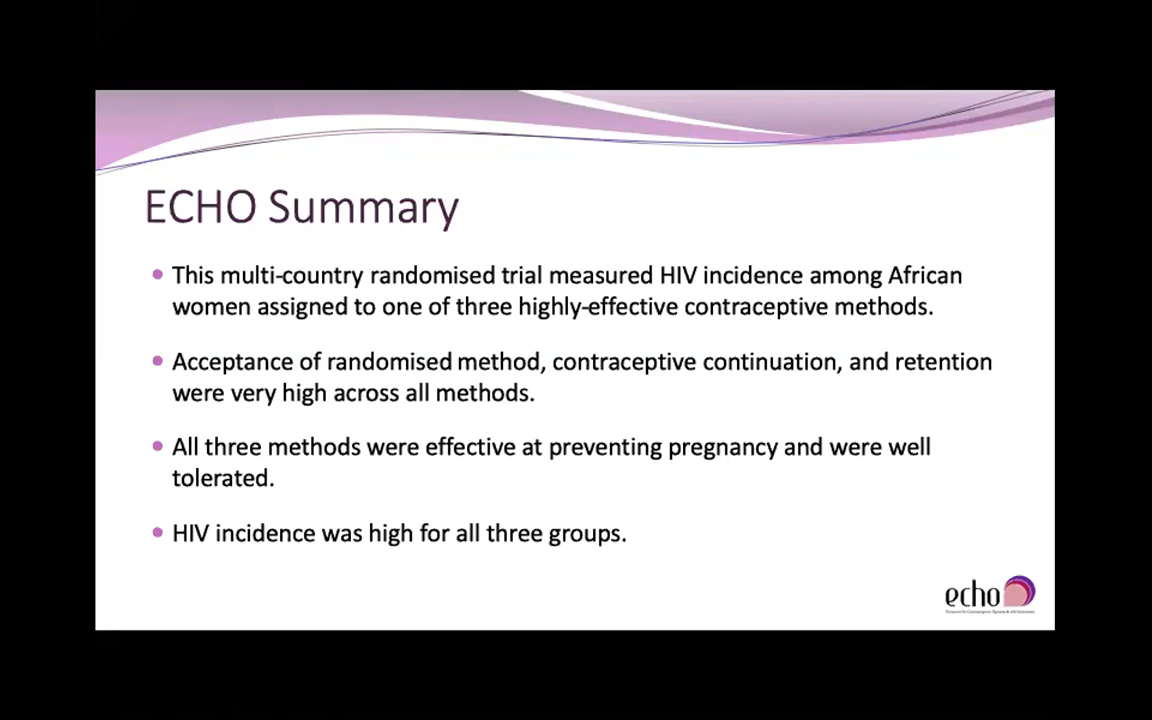 ECHO Summary
This multi-country randomised trial measured HIV incidence among African
women assigned to one of three highly-effective contraceptive methods.
Acceptance of randomised method, contraceptive continuation, and retention
were very high across all methods.
All three methods were effective at preventing pregnancy and were well
tolerated.
HIV incidence was high for all three groups.
echo